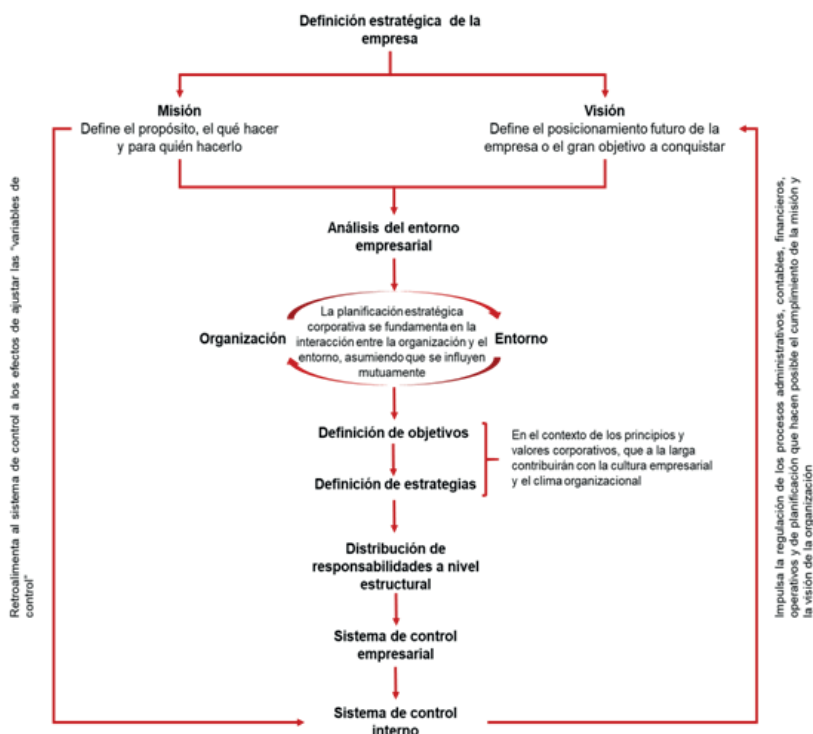 Definición estratégica de la
empresa
Misión
Define el propósito, el qué hacer
y para quién hacerlo
Visión
Define el posicionamiento futuro de la
empresa o el gran objetivo a conquistar
Análisis del entorno
empresarial
Organización
La planificación estratégica
corporativa se fundamenta en la
interacción entre la organización y el
entorno, asumiendo que se influyen
mutuamente
Entorno
Definición de objetivos
Definición de estrategias
En el contexto de los principios y
valores corporativos, que a la larga
contribuirán con la cultura empresarial
y el clima organizacional
Distribución de
responsabilidades a nivel
estructural
Sistema de control
empresarial
Sistema de control
interno
Retroalimenta al sistema de control a los efectos de ajustar las "variables de
control"
Impulsa la regulación de los procesos administrativos, contables, financieros,
operativos y de planificación que hacen posible el cumplimiento de la misión y
la visión de la organización